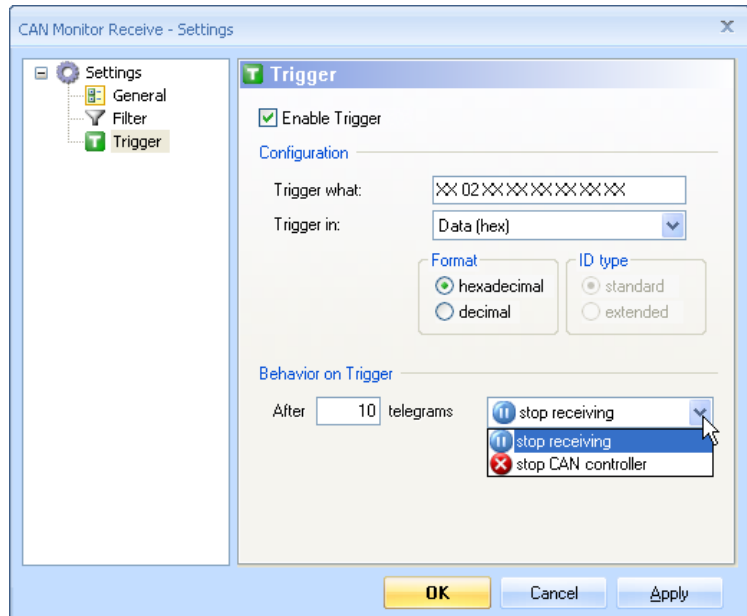 CAN Monitor Receive - Settings
Settings
General
Filter
Trigger
Trigger
Enable Trigger
Configuration
Trigger what: XX 02 XX XX XX XX XX XX
Trigger in: Data (hex)
Format
hexadecimal
decimal
ID type
standard
extended
Behavior on Trigger
After 10 telegrams stop receiving
stop receiving
stop CAN controller
OK Cancel Apply